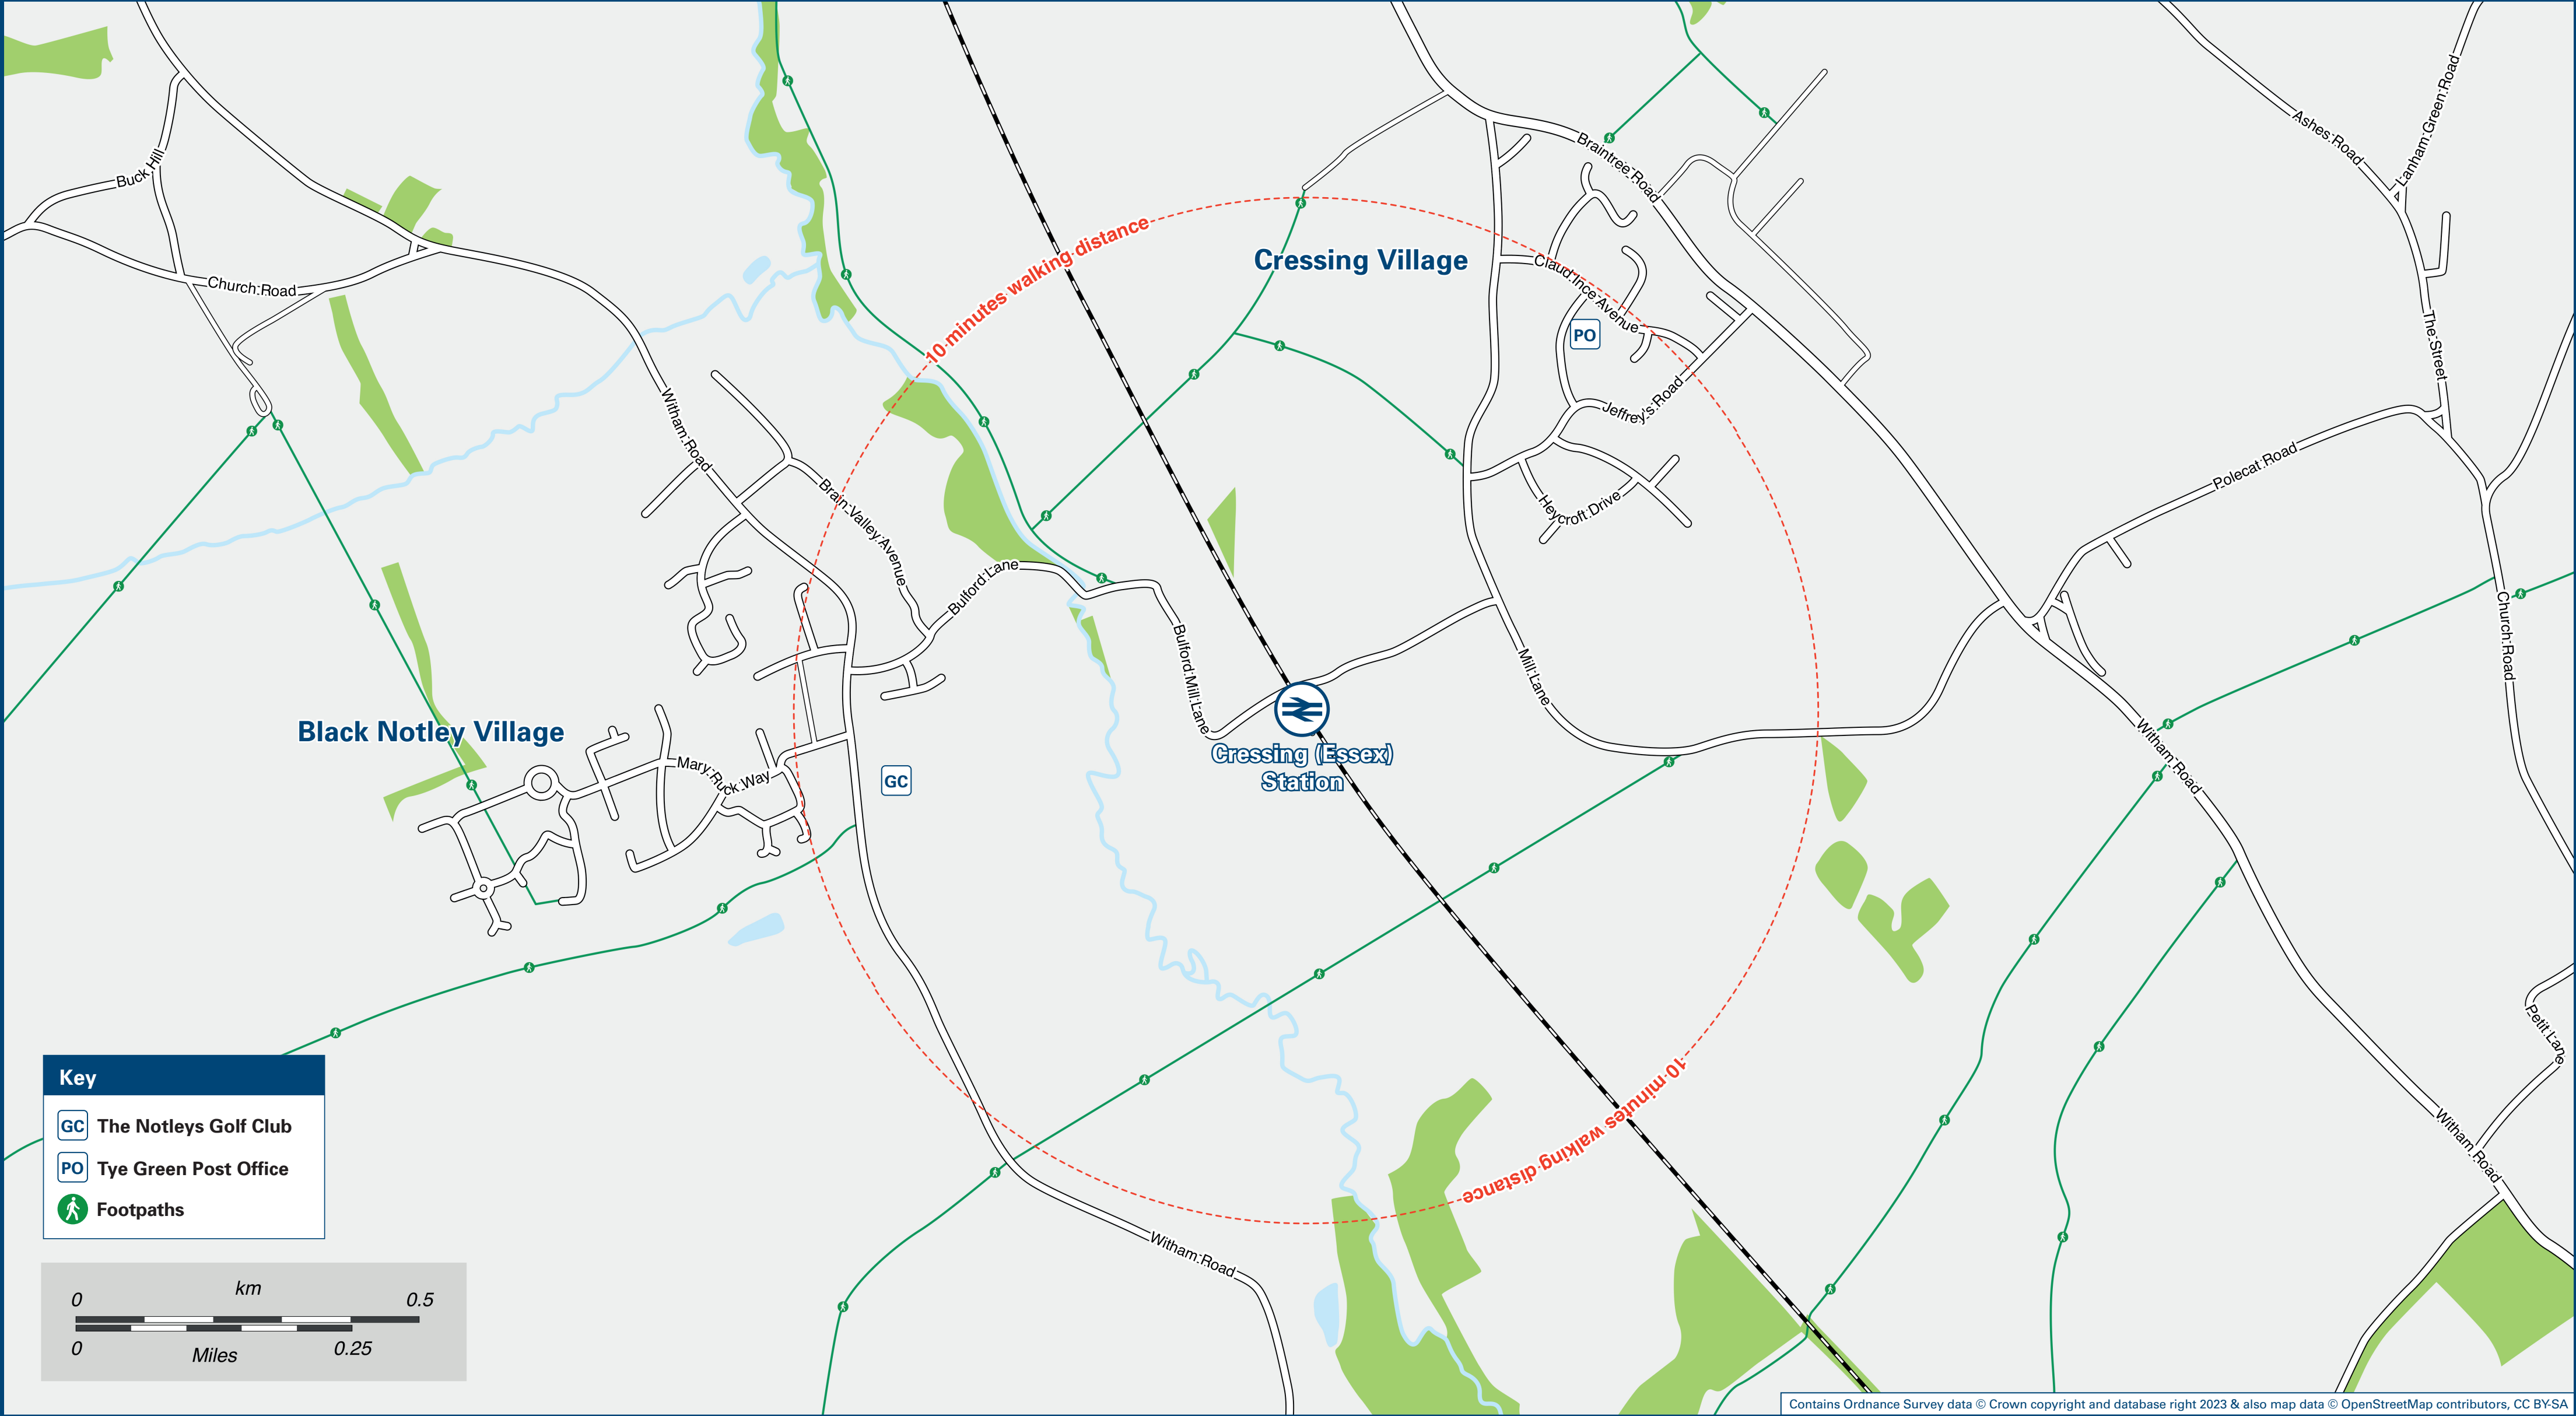 Buck Hill
Church Road
Braintree Road
Ashes Road
Lanham Green Road
10 minutes walking distance
Cressing Village
Claud Ince Avenue
PO
Jeffrey's Road
Heycroft Drive
The Street
Polecat Road
Witham Road
Brain Valley Avenue
Bulford Lane
Bulford Mill Lane
Mill Lane
Church Road
Black Notley Village
Mary Ruck Way
GC
Cressing (Essex)
Station
Witham Road
Petit Lane
10 minutes walking distance
Witham Road
Witham Road
Key
GC The Notleys Golf Club
PO Tye Green Post Office
Footpaths
km
0 0.5
0 0.25
Miles
Contains Ordnance Survey data © Crown copyright and database right 2023 & also map data © OpenStreetMap contributors, CC BY-SA